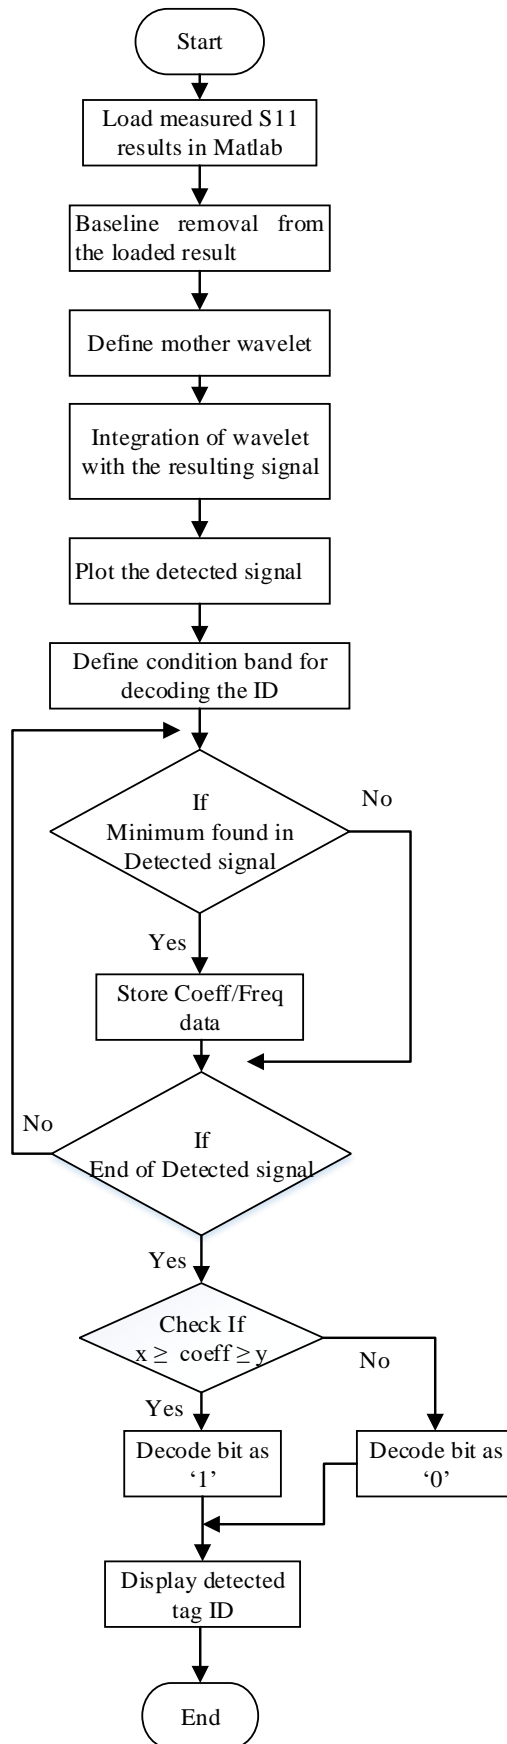 Start
Load measured S11
results in Matlab
Baseline removal from
the loaded result
Define mother wavelet
Integration of wavelet
with the resulting signal
Plot the detected signal
Define condition band for
decoding the ID
If
Minimum found in
Detected signal
No
Yes
Store Coeff/Freq
data
If
End of Detected signal
No
Yes
Check If
x ≥ coeff ≥ y
No
Yes
Decode bit as
‘1’
Decode bit as
‘0’
Display detected
tag ID
End